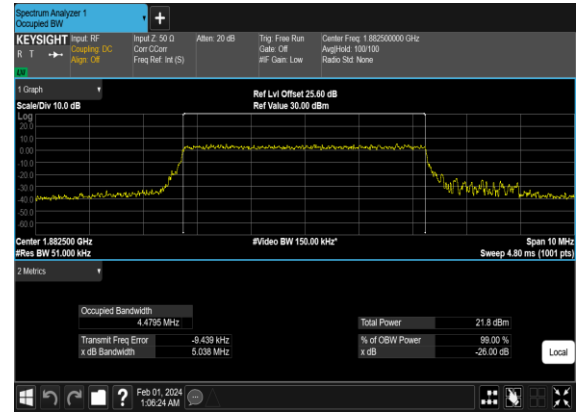 Spectrum Analyzer 1
Occupied BW
+
KEYSIGHT Input: RF Input Z: 50 Ω Atten: 20 dB Trig: Free Run Center Freq: 1.882500000 GHz
R T Coupling: DC Corr CCorr Gate: Off Avg|Hold: 100/100
Align: Off Freq Ref: Int (S) #IF Gain: Low Radio Std: None
LW
1 Graph
Ref Lvl Offset 25.60 dB
Scale/Div 10.0 dB Ref Value 30.00 dBm
Log
20.0
10.0
0.00
-10.0
-20.0
-30.0
-40.0
-50.0
-60.0
Center 1.882500 GHz #Video BW 150.00 kHz* Span 10 MHz
#Res BW 51.000 kHz Sweep 4.80 ms (1001 pts)
2 Metrics
Occupied Bandwidth
4.4795 MHz Total Power 21.8 dBm
Transmit Freq Error -9.439 kHz % of OBW Power 99.00 %
x dB Bandwidth 5.038 MHz x dB -26.00 dB
Local
?
Feb 01, 2024
1:06:24 AM